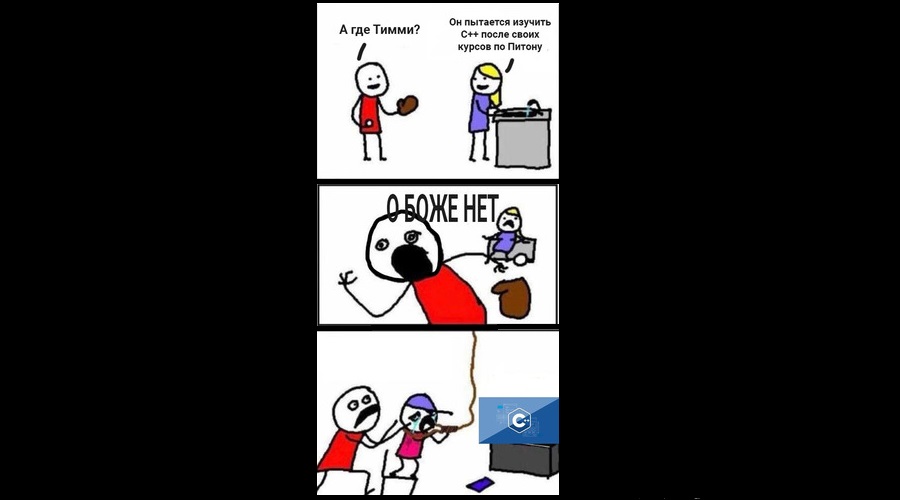 А где Тимми?
Он пытается изучить
C++ после своих
курсов по Питону
О БОЖЕ НЕТ
C++